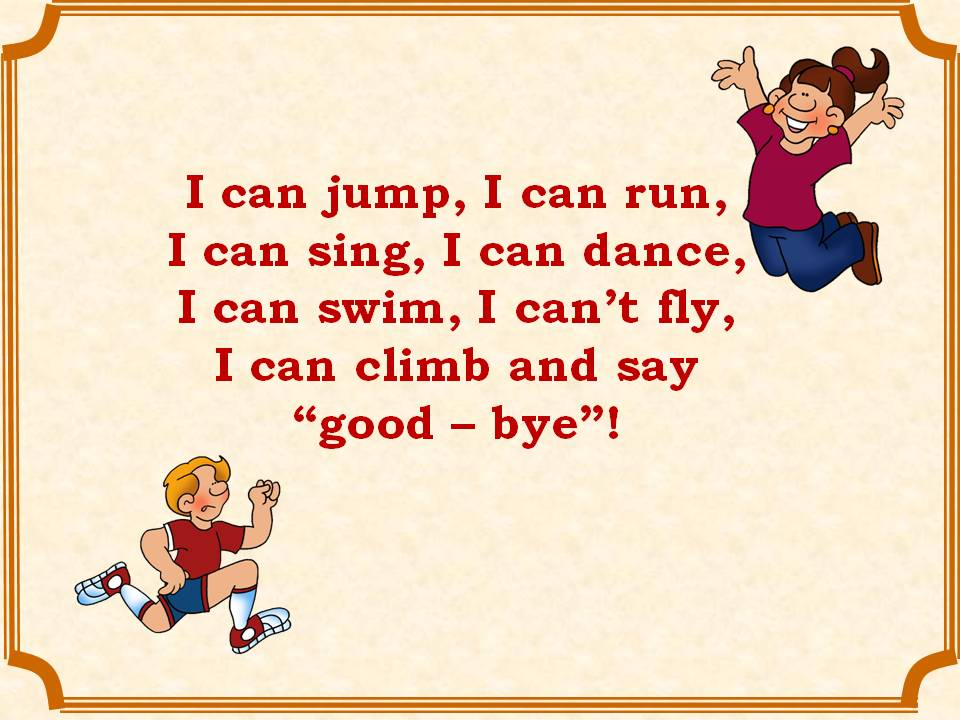 I can jump, I can run,
I can sing, I can dance,
I can swim, I can’t fly,
I can climb and say
“good – bye”!